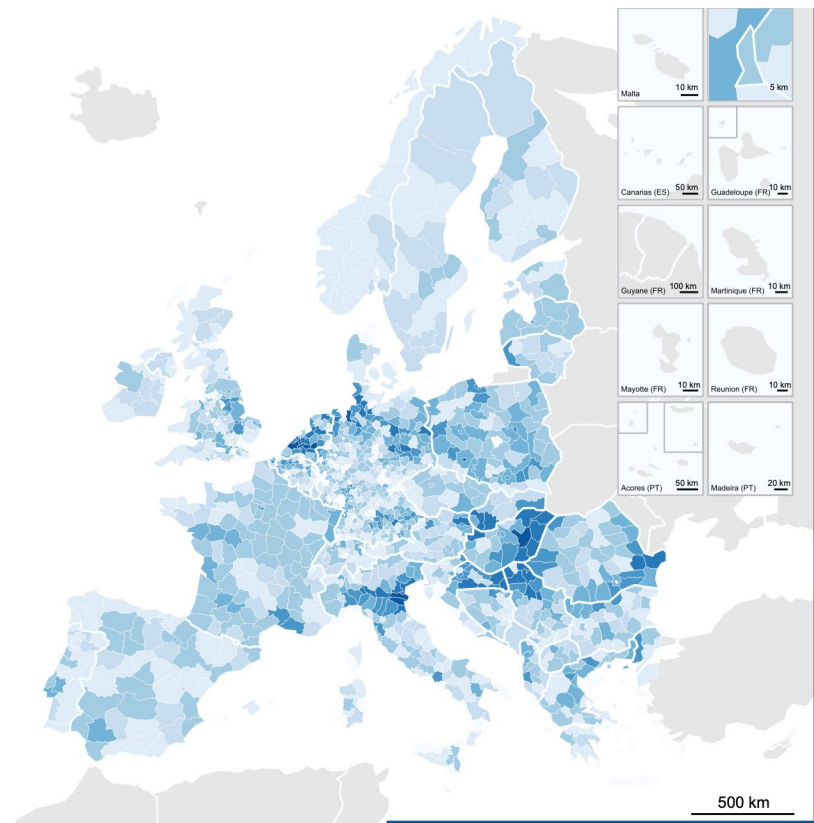 Malta
10 km
5 km
Canarias (ES)
50 km
Guadeloupe (FR)
10 km
Guyane (FR)
100 km
Martinique (FR)
10 km
Mayotte (FR)
10 km
Reunion (FR)
10 km
Acores (PT)
50 km
Madeira (PT)
20 km
500 km